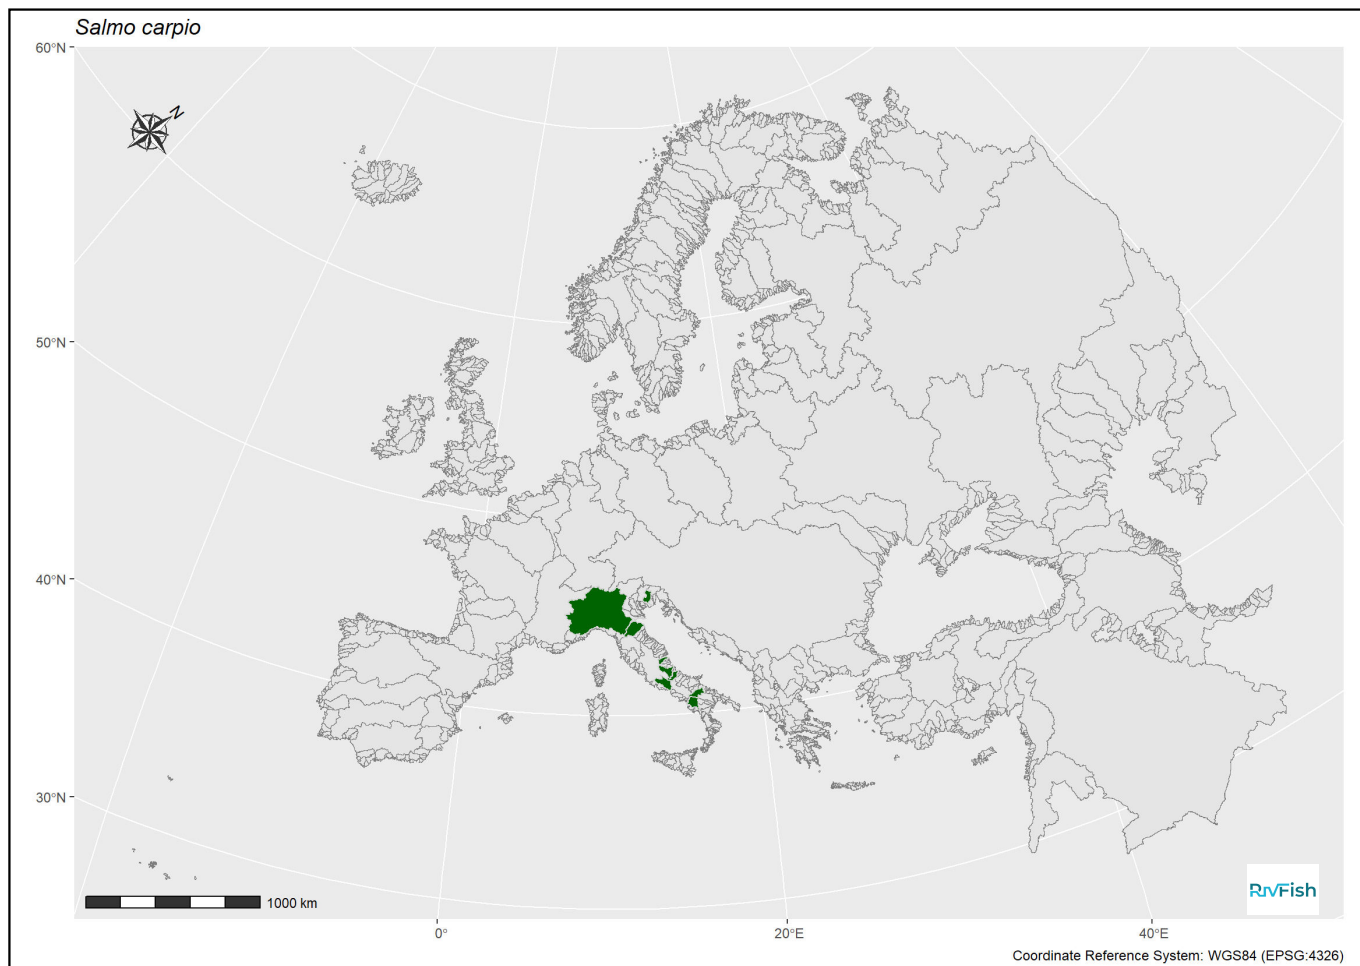 Salmo carpio
60°N
N
50°N
40°N
30°N
1000 km
RivFish
0°
20°E
40°E
Coordinate Reference System: WGS84 (EPSG:4326)